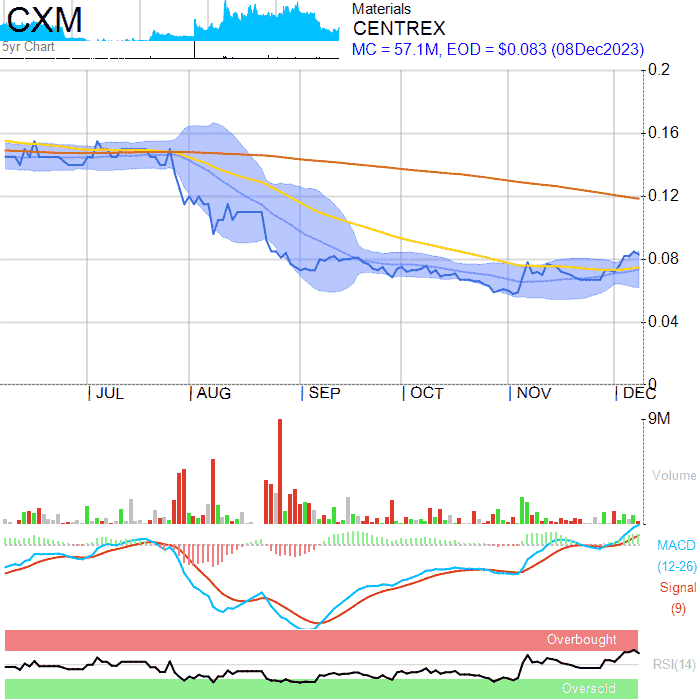 CXM
5yr Chart
Materials
CENTREX
MC = 57.1M, EOD = $0.083 (08Dec2023)
0.2
0.16
0.12
0.08
0.04
0
JUL AUG SEP OCT NOV DEC
9M
Volume
MACD
(12-26)
Signal
(9)
Overbought
RSI(14)
Oversold